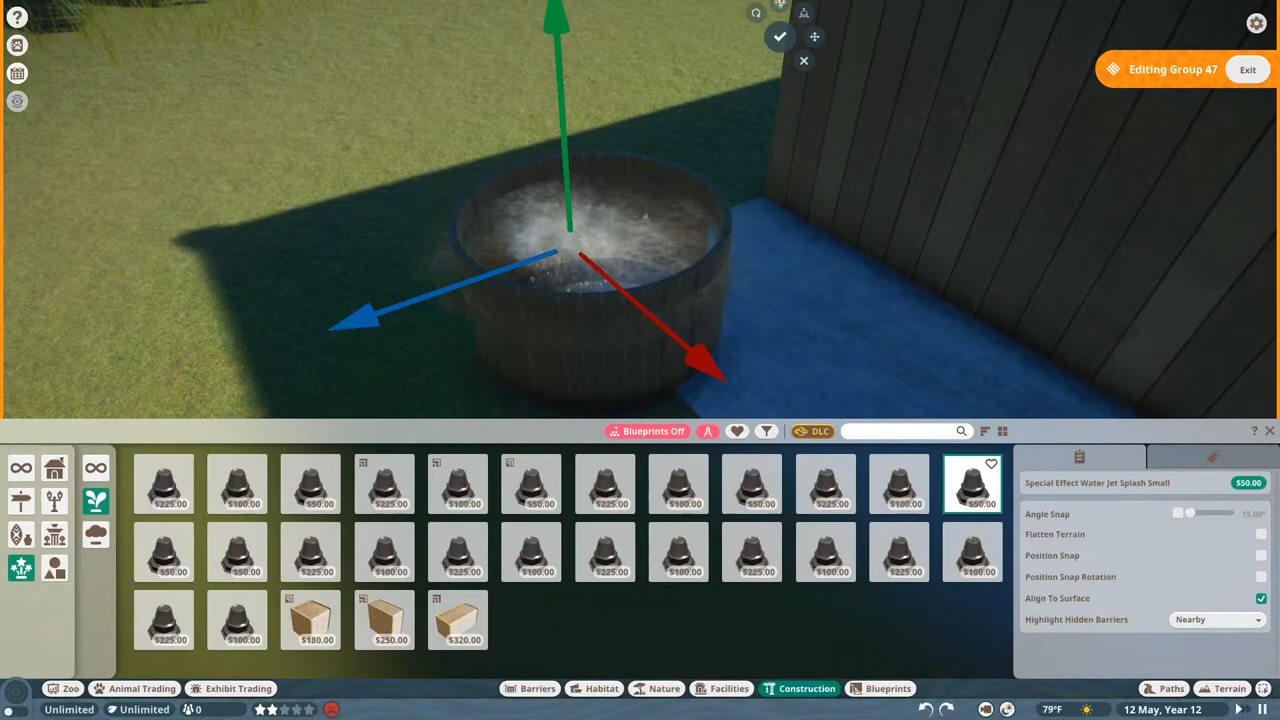 ?
Editing Group 47
Exit
Blueprints Off
DLC
?
$225.00 $100.00 $50.00 $225.00 $100.00 $50.00 $225.00 $100.00 $50.00 $225.00 $100.00 $50.00
$50.00 $50.00 $225.00 $100.00 $225.00 $100.00 $225.00 $100.00 $225.00 $100.00 $225.00 $100.00
$225.00 $100.00 $180.00 $250.00 $320.00
Special Effect Water Jet Splash Small $50.00
Angle Snap 15.00°
Flatten Terrain
Position Snap
Position Snap Rotation
Align To Surface
Highlight Hidden Barriers Nearby
Zoo Animal Trading Exhibit Trading Barriers Habitat Nature Facilities Construction Blueprints Paths Terrain
Unlimited Unlimited 0 79°F 12 May, Year 12